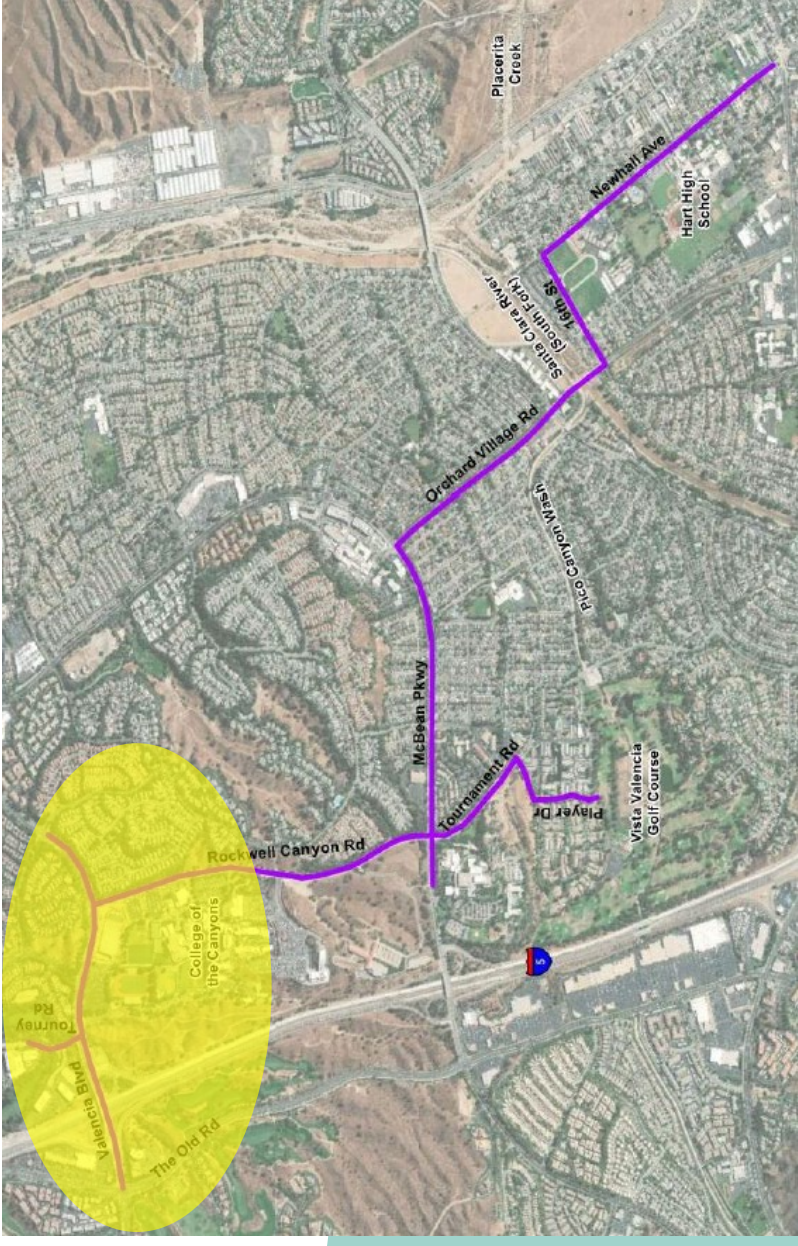 Placerita
Creek
Newhall Ave
Hart High
School
16th St
Santa Clara River
(South Fork)
Orchard Village Rd
Pico Canyon Wash
McBean Pkwy
Tournament Rd
Player Dr
Vista Valencia
Golf Course
Rockwell Canyon Rd
College of
the Canyons
Tourney
Rd
Valencia Blvd
The Old Rd
5